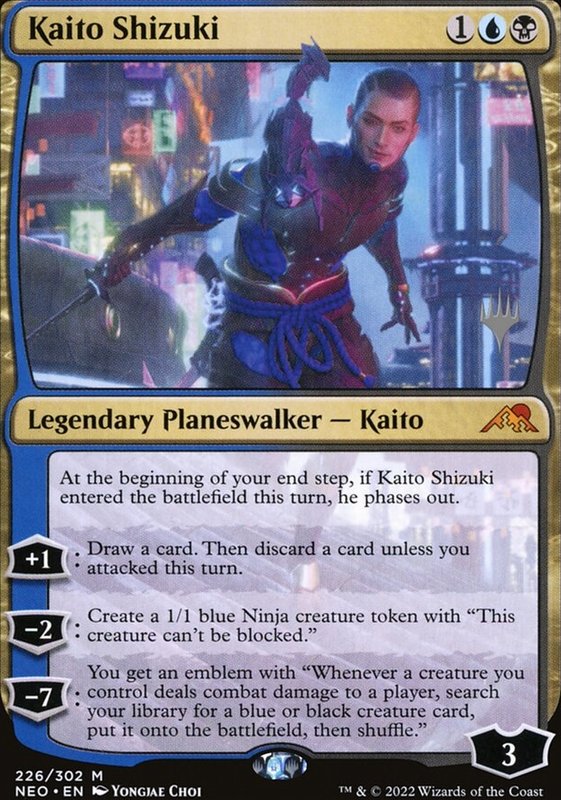 Kaito Shizuki
1
Legendary Planeswalker — Kaito
At the beginning of your end step, if Kaito Shizuki
entered the battlefield this turn, he phases out.
+1 : Draw a card. Then discard a card unless you
attacked this turn.
−2 : Create a 1/1 blue Ninja creature token with “This
creature can't be blocked.”
−7 : You get an emblem with “Whenever a creature you
control deals combat damage to a player, search
your library for a blue or black creature card,
put it onto the battlefield, then shuffle.”
3
226/302 M
NEO • EN Yongjae Choi
™ & © 2022 Wizards of the Coast